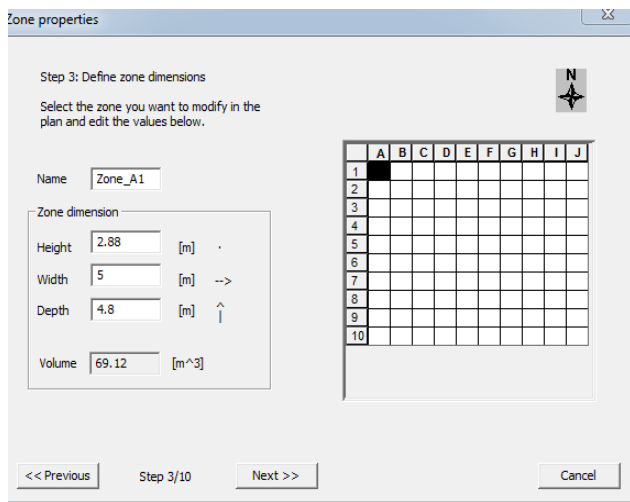 Zone properties
Step 3: Define zone dimensions
N
Select the zone you want to modify in the
plan and edit the values below.
Name Zone_A1
Zone dimension
Height 2.88 [m] .
Width 5 [m] -->
Depth 4.8 [m] ^
|
Volume 69.12 [m^3]
A B C D E F G H I J
1
2
3
4
5
6
7
8
9
10
<< Previous Step 3/10 Next >> Cancel